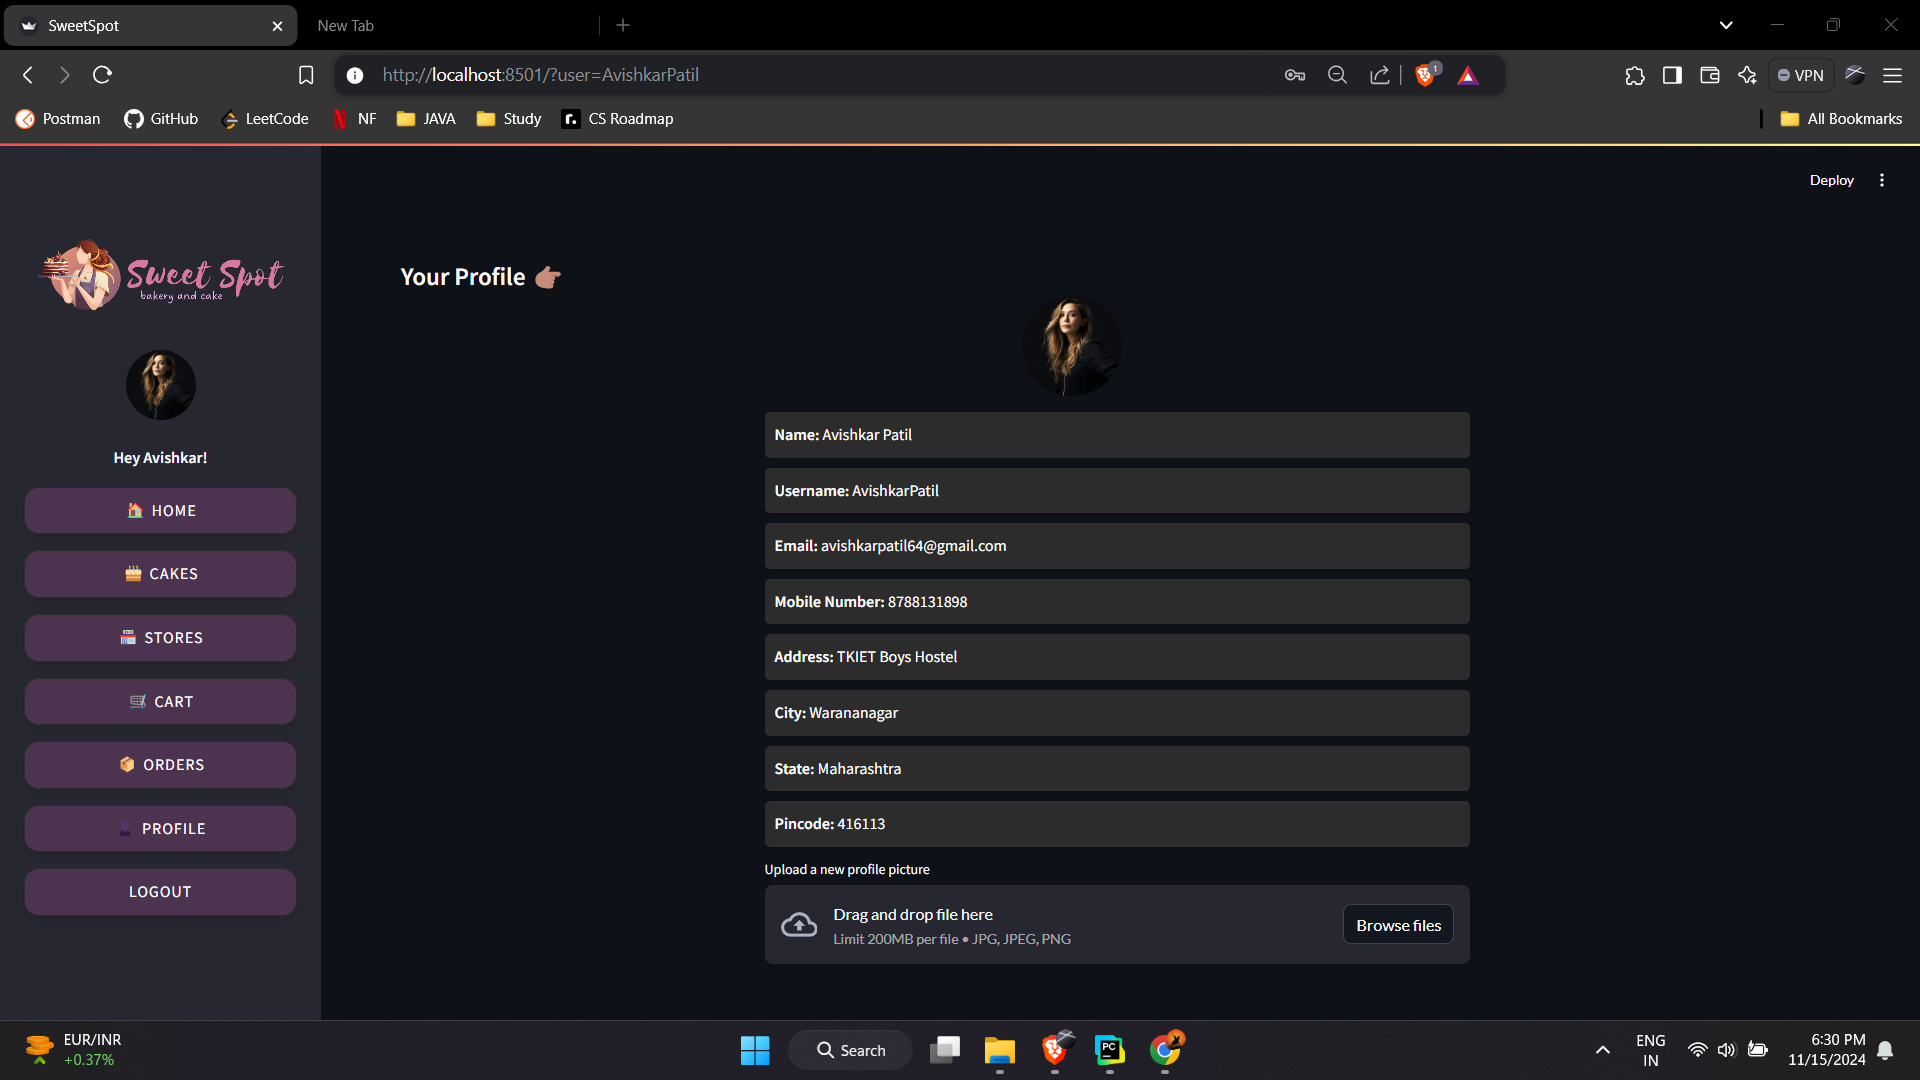 SweetSpot
New Tab
http://localhost:8501/?user=AvishkarPatil
1
VPN
Postman
GitHub
LeetCode
NF
JAVA
Study
r.
CS Roadmap
All Bookmarks
Deploy
Sweet Spot
bakery and cake
Hey Avishkar!
HOME
CAKES
STORES
CART
ORDERS
PROFILE
LOGOUT
Your Profile
Name: Avishkar Patil
Username: AvishkarPatil
Email: avishkarpatil64@gmail.com
Mobile Number: 8788131898
Address: TKIET Boys Hostel
City: Warananagar
State: Maharashtra
Pincode: 416113
Upload a new profile picture
Drag and drop file here
Limit 200MB per file • JPG, JPEG, PNG
Browse files
EUR/INR
+0.37%
Search
PC
ENG
IN
6:30 PM
11/15/2024